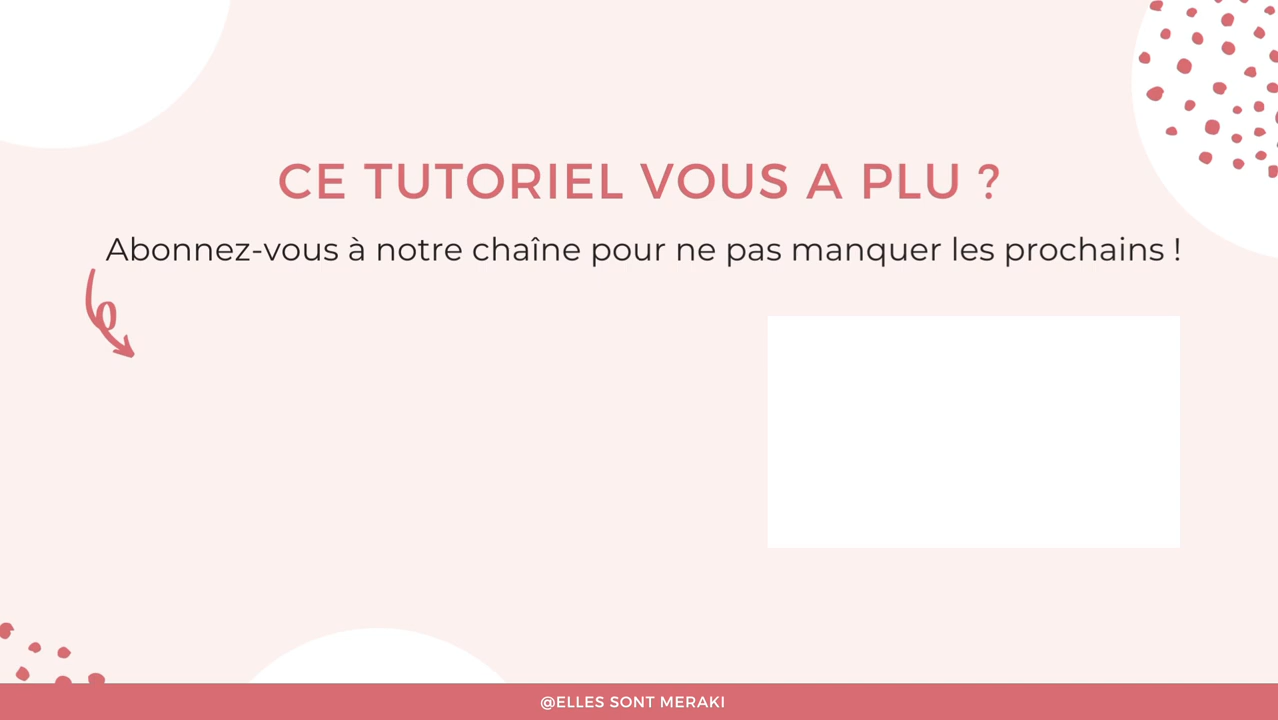 CE TUTORIEL VOUS A PLU ?
Abonnez-vous à notre chaîne pour ne pas manquer les prochains !
@ELLES SONT MERAKI